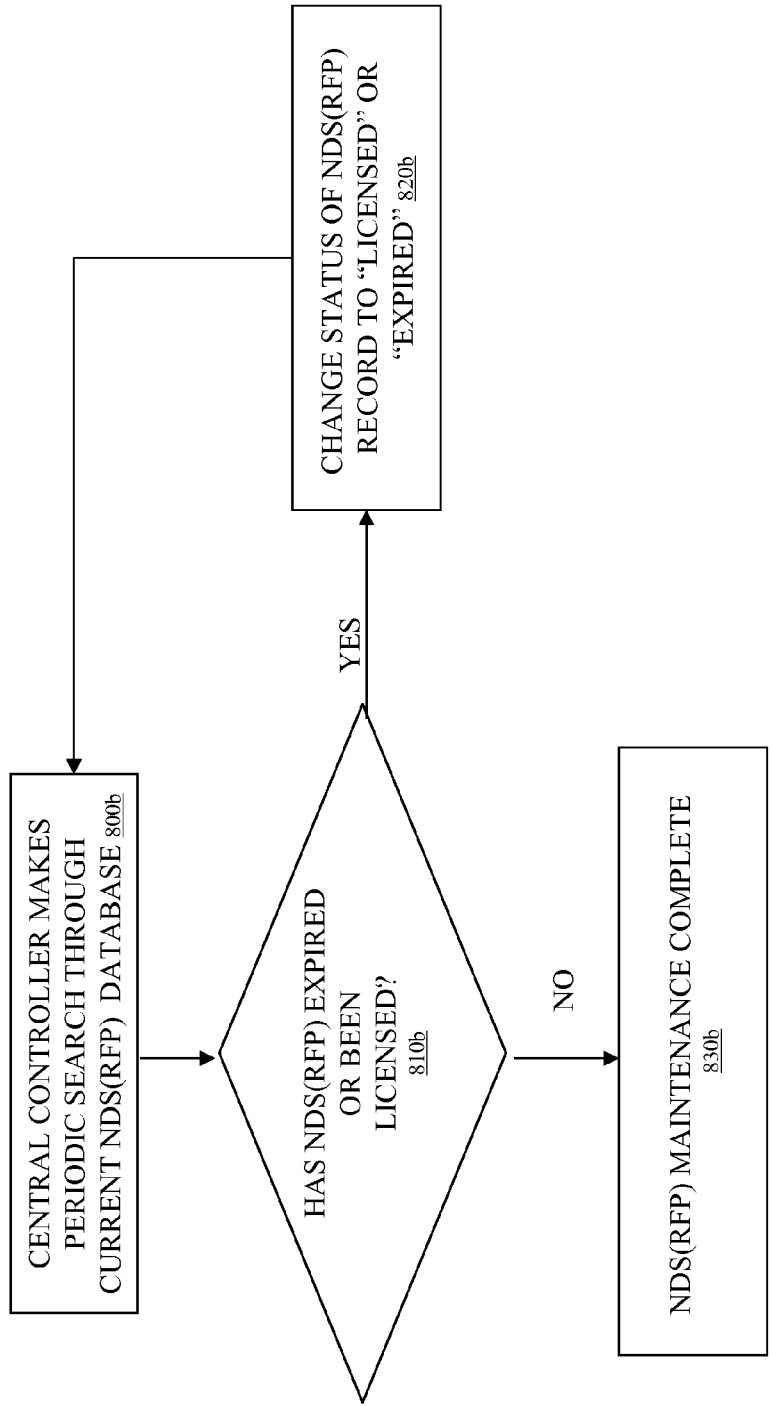 CENTRAL CONTROLLER MAKES
PERIODIC SEARCH THROUGH
CURRENT NDS(RFP) DATABASE 800b
HAS NDS(RFP) EXPIRED
OR BEEN
LICENSED?
810b
YES
CHANGE STATUS OF NDS(RFP)
RECORD TO “LICENSED” OR
“EXPIRED” 820b
NO
NDS(RFP) MAINTENANCE COMPLETE
830b